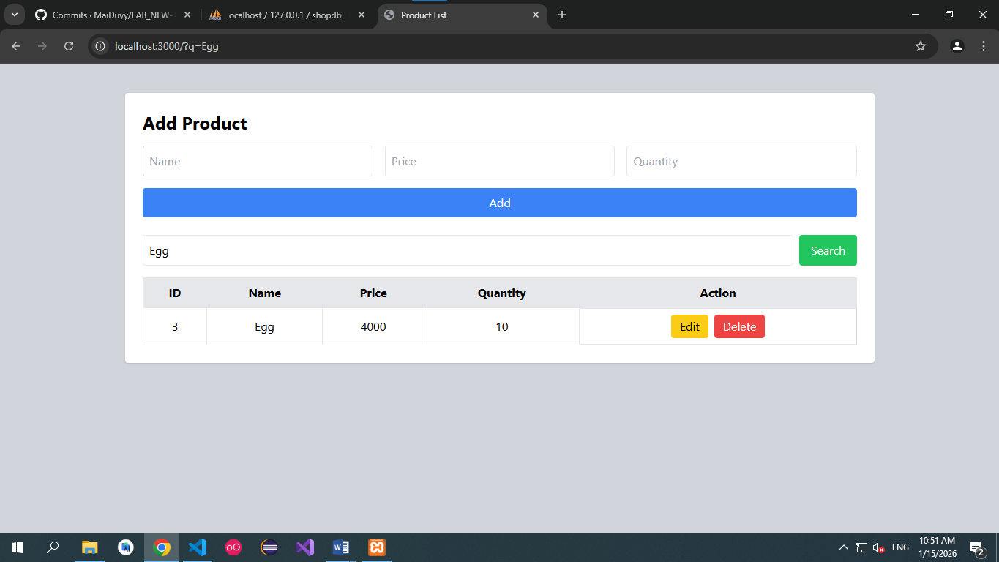 Commits · MaiDuyy/LAB_NEW-
localhost / 127.0.0.1 / shopdb |
Product List
localhost:3000/?q=Egg
Add Product
Name Price Quantity
Add
Egg Search
ID Name Price Quantity Action
3 Egg 4000 10 Edit Delete
ENG
10:51 AM
1/15/2026
2